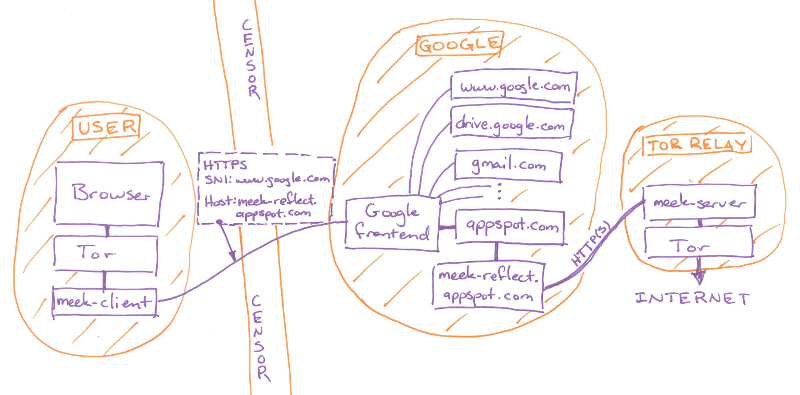 USER
Browser
Tor
meek-client
CENSOR
HTTPS
SNI: www.google.com
Host: meek-reflect.
appspot.com
CENSOR
GOOGLE
www.google.com
drive.google.com
gmail.com
⋮
Google
frontend
appspot.com
meek-reflect.
appspot.com
HTTP(S)
TOR RELAY
meek-server
Tor
INTERNET